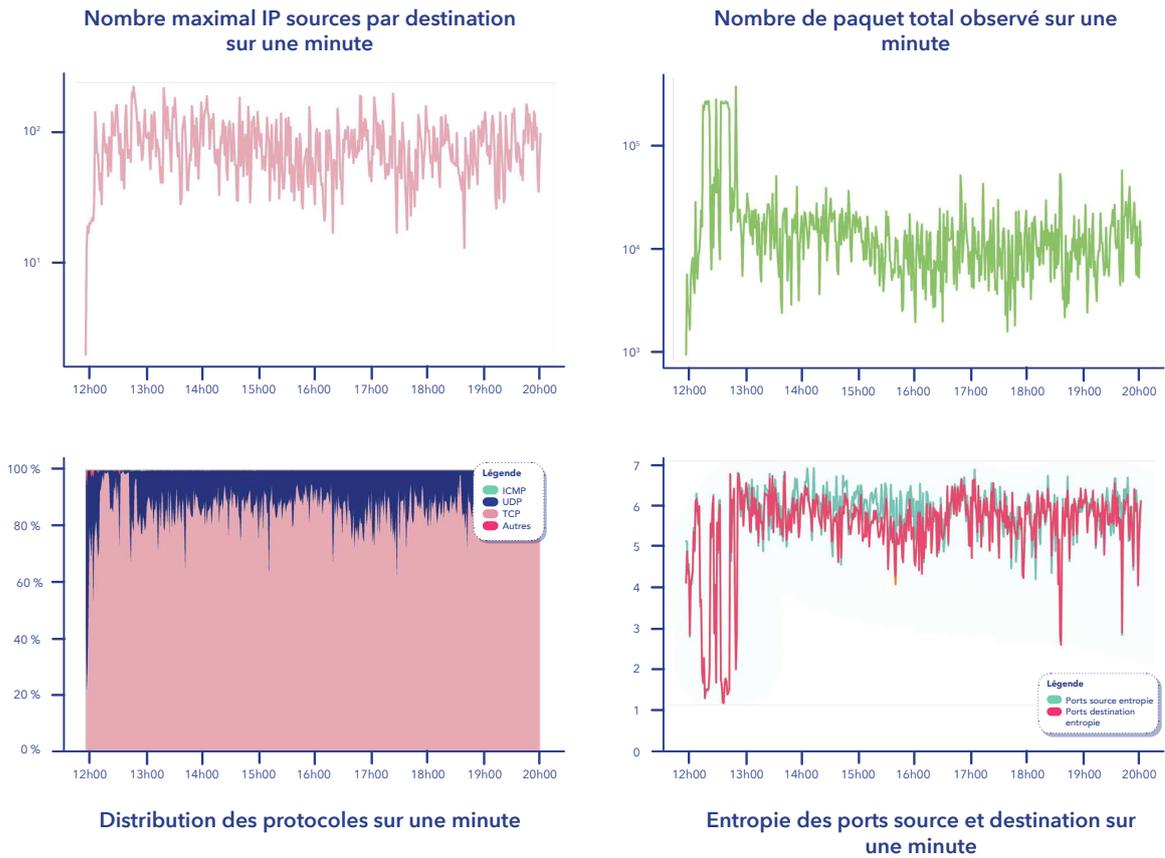 Nombre maximal IP sources par destination
sur une minute
10²
10¹
12h00 13h00 14h00 15h00 16h00 17h00 18h00 19h00 20h00
Nombre de paquet total observé sur une
minute
10⁵
10⁴
10³
12h00 13h00 14h00 15h00 16h00 17h00 18h00 19h00 20h00
100 %
80 %
60 %
40 %
20 %
0 %
Légende
ICMP
UDP
TCP
Autres
12h00 13h00 14h00 15h00 16h00 17h00 18h00 19h00 20h00
Distribution des protocoles sur une minute
7
6
5
4
3
2
1
0
Légende
Ports source entropie
Ports destination
entropie
12h00 13h00 14h00 15h00 16h00 17h00 18h00 19h00 20h00
Entropie des ports source et destination sur
une minute